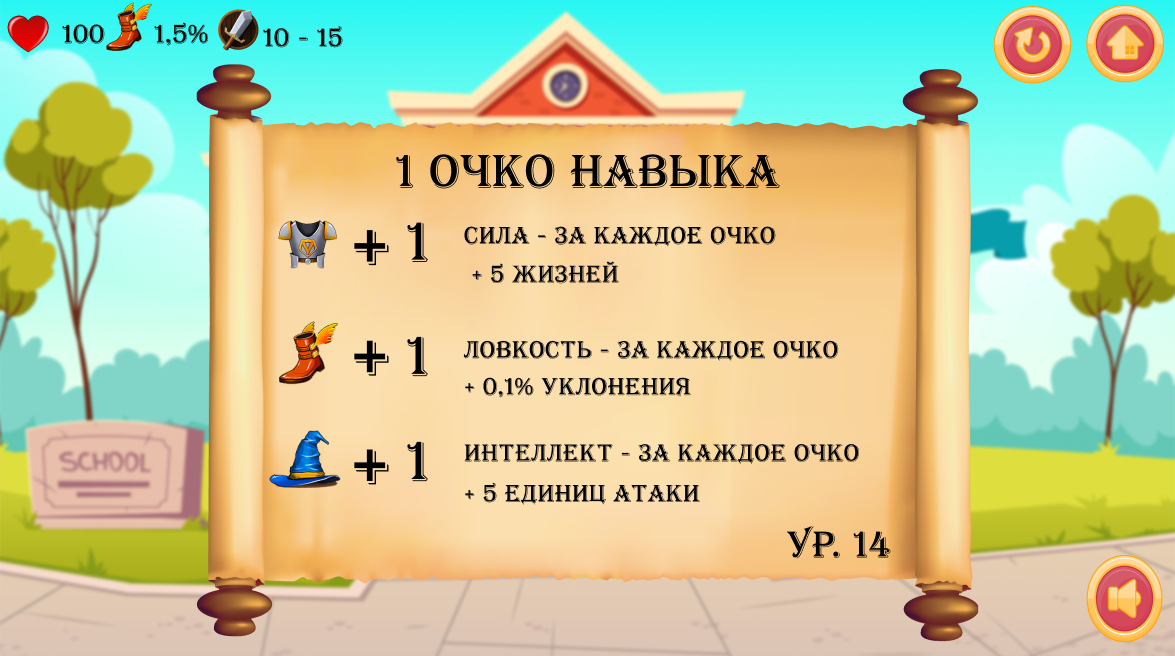 100 1,5% 10 - 15
1 ОЧКО НАВЫКА
+ 1 СИЛА - ЗА КАЖДОЕ ОЧКО
+ 5 ЖИЗНЕЙ
+ 1 ЛОВКОСТЬ - ЗА КАЖДОЕ ОЧКО
+ 0,1% УКЛОНЕНИЯ
+ 1 ИНТЕЛЛЕКТ - ЗА КАЖДОЕ ОЧКО
+ 5 ЕДИНИЦ АТАКИ
SCHOOL
УР. 14